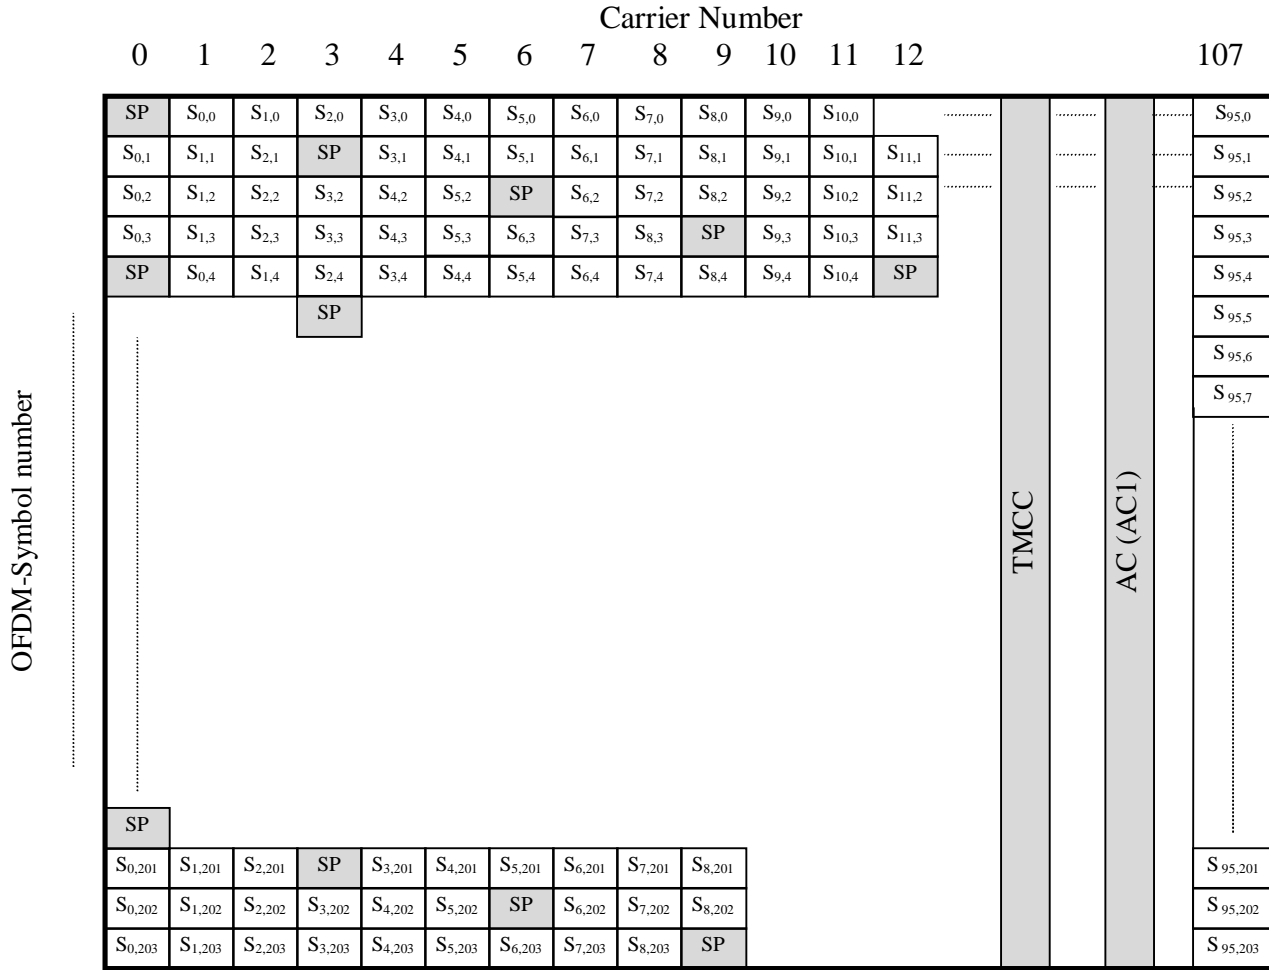 Carrier Number
0 1 2 3 4 5 6 7 8 9 10 11 12 107
SP S0,0 S1,0 S2,0 S3,0 S4,0 S5,0 S6,0 S7,0 S8,0 S9,0 S10,0 S95,0
S0,1 S1,1 S2,1 SP S3,1 S4,1 S5,1 S6,1 S7,1 S8,1 S9,1 S10,1 S11,1 S 95,1
S0,2 S1,2 S2,2 S3,2 S4,2 S5,2 SP S6,2 S7,2 S8,2 S9,2 S10,2 S11,2 S 95,2
S0,3 S1,3 S2,3 S3,3 S4,3 S5,3 S6,3 S7,3 S8,3 SP S9,3 S10,3 S11,3 S 95,3
SP S0,4 S1,4 S2,4 S3,4 S4,4 S5,4 S6,4 S7,4 S8,4 S9,4 S10,4 SP S 95,4
SP S 95,5
S 95,6
S 95,7
OFDM-Symbol number
TMCC
AC (AC1)
SP
S0,201 S1,201 S2,201 SP S3,201 S4,201 S5,201 S6,201 S7,201 S8,201 S 95,201
S0,202 S1,202 S2,202 S3,202 S4,202 S5,202 SP S6,202 S7,202 S8,202 S 95,202
S0,203 S1,203 S2,203 S3,203 S4,203 S5,203 S6,203 S7,203 S8,203 SP S 95,203